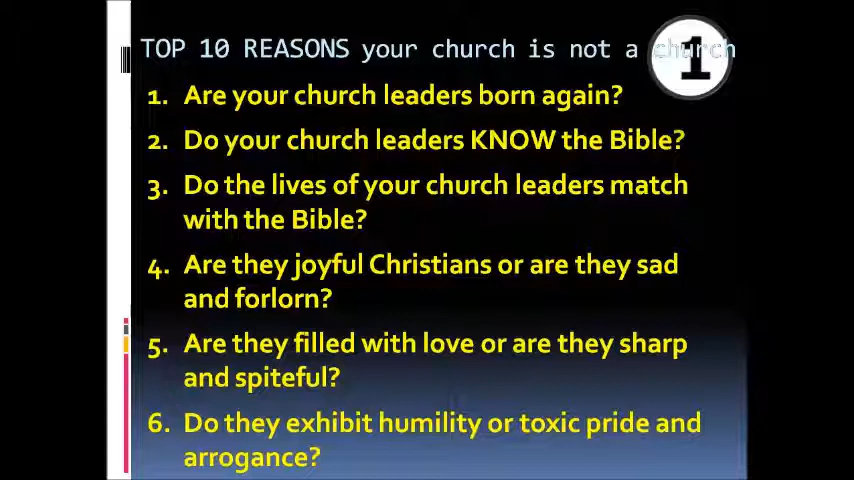 TOP 10 REASONS your church is not a church
1
1. Are your church leaders born again?
2. Do your church leaders KNOW the Bible?
3. Do the lives of your church leaders match
with the Bible?
4. Are they joyful Christians or are they sad
and forlorn?
5. Are they filled with love or are they sharp
and spiteful?
6. Do they exhibit humility or toxic pride and
arrogance?